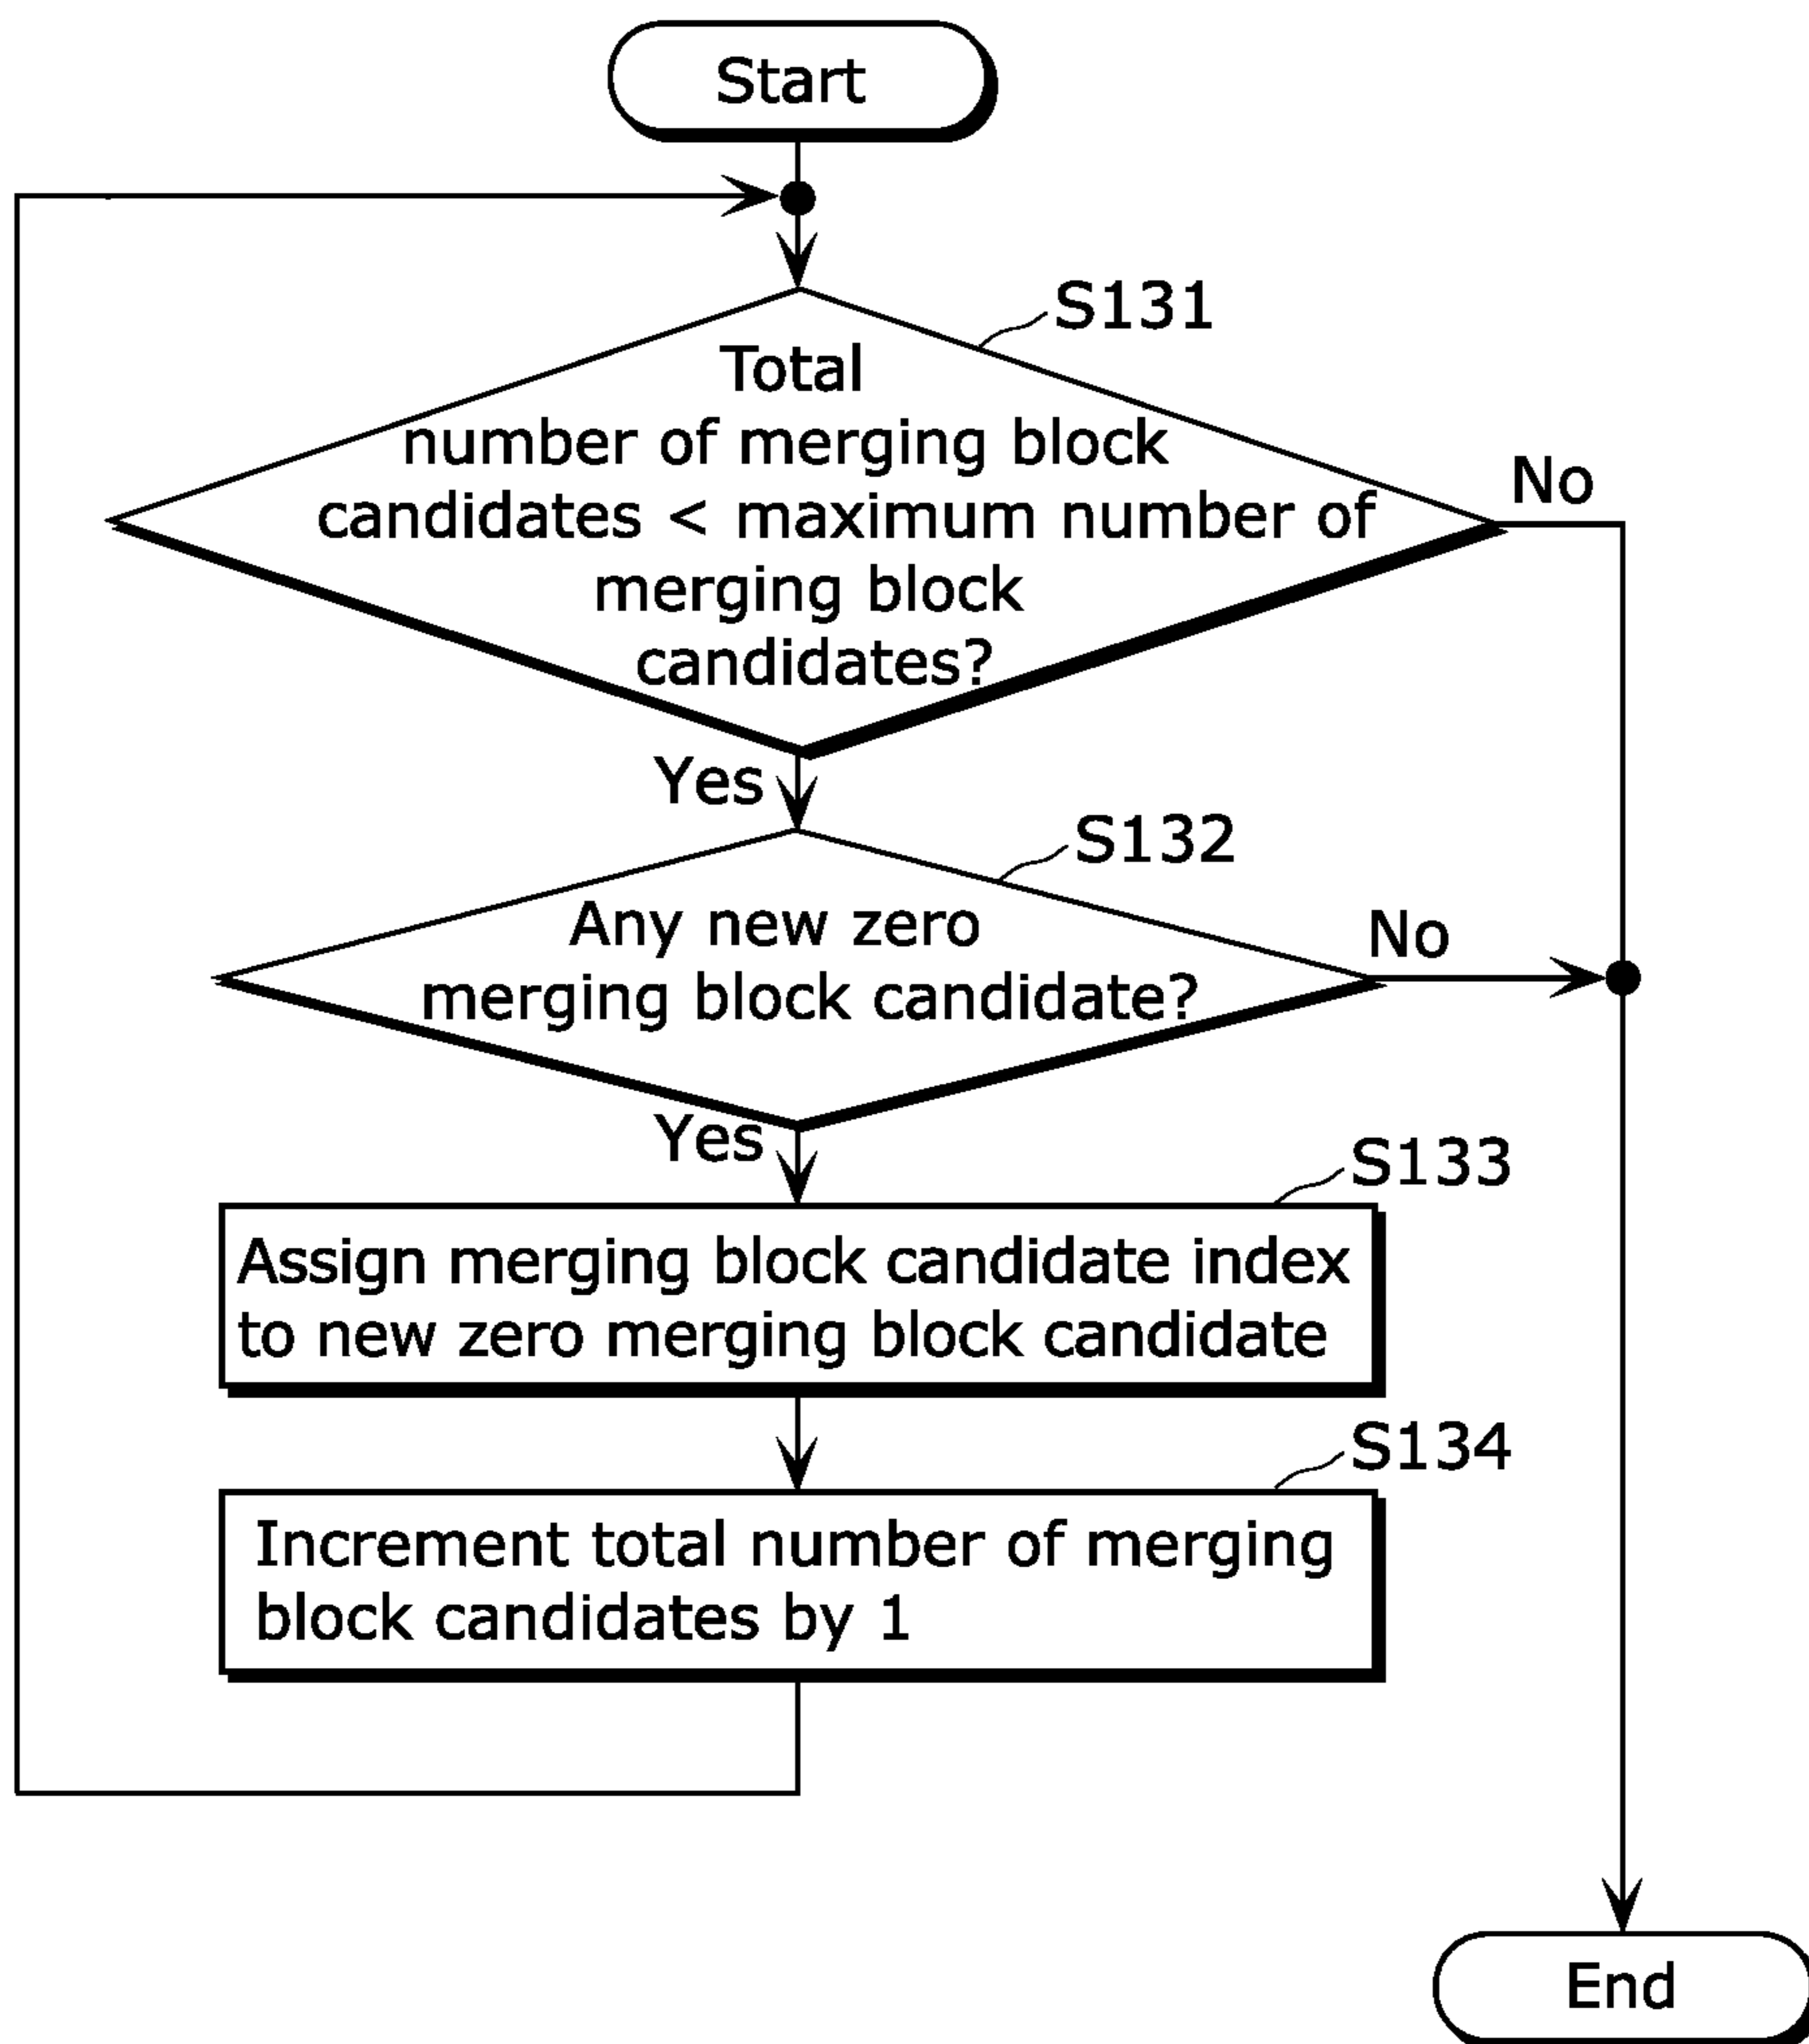 Start
S131
Total
number of merging block
candidates < maximum number of
merging block
candidates?
No
Yes
S132
Any new zero
merging block candidate?
No
Yes
S133
Assign merging block candidate index
to new zero merging block candidate
S134
Increment total number of merging
block candidates by 1
End